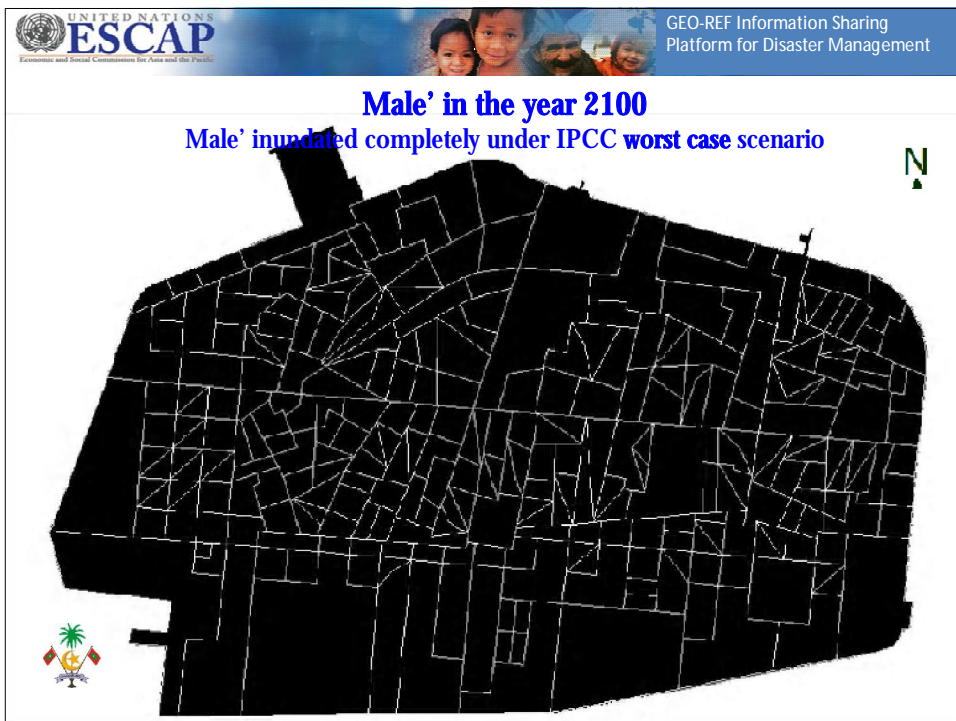 UNITED NATIONS
ESCAP
Economic and Social Commission for Asia and the Pacific
GEO-REF Information Sharing
Platform for Disaster Management
Male’ in the year 2100
Male’ inundated completely under IPCC worst case scenario
N